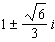 1 ± √6/3 i